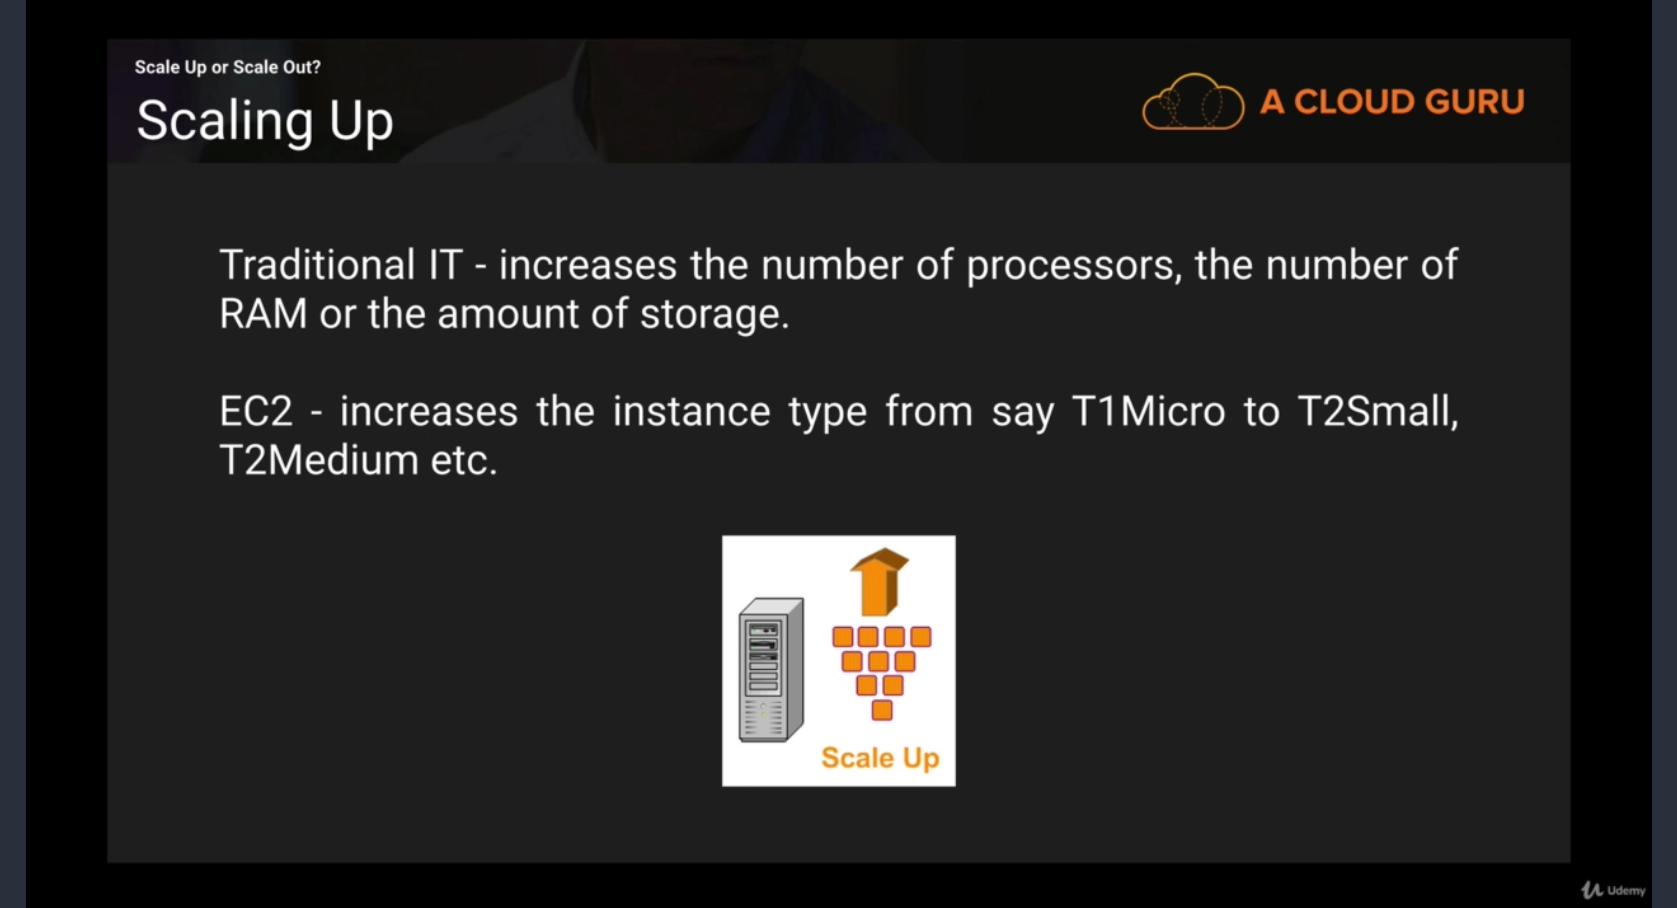 Scale Up or Scale Out?
Scaling Up
A CLOUD GURU
Traditional IT - increases the number of processors, the number of
RAM or the amount of storage.
EC2 - increases the instance type from say T1Micro to T2Small,
T2Medium etc.
Scale Up
Udemy